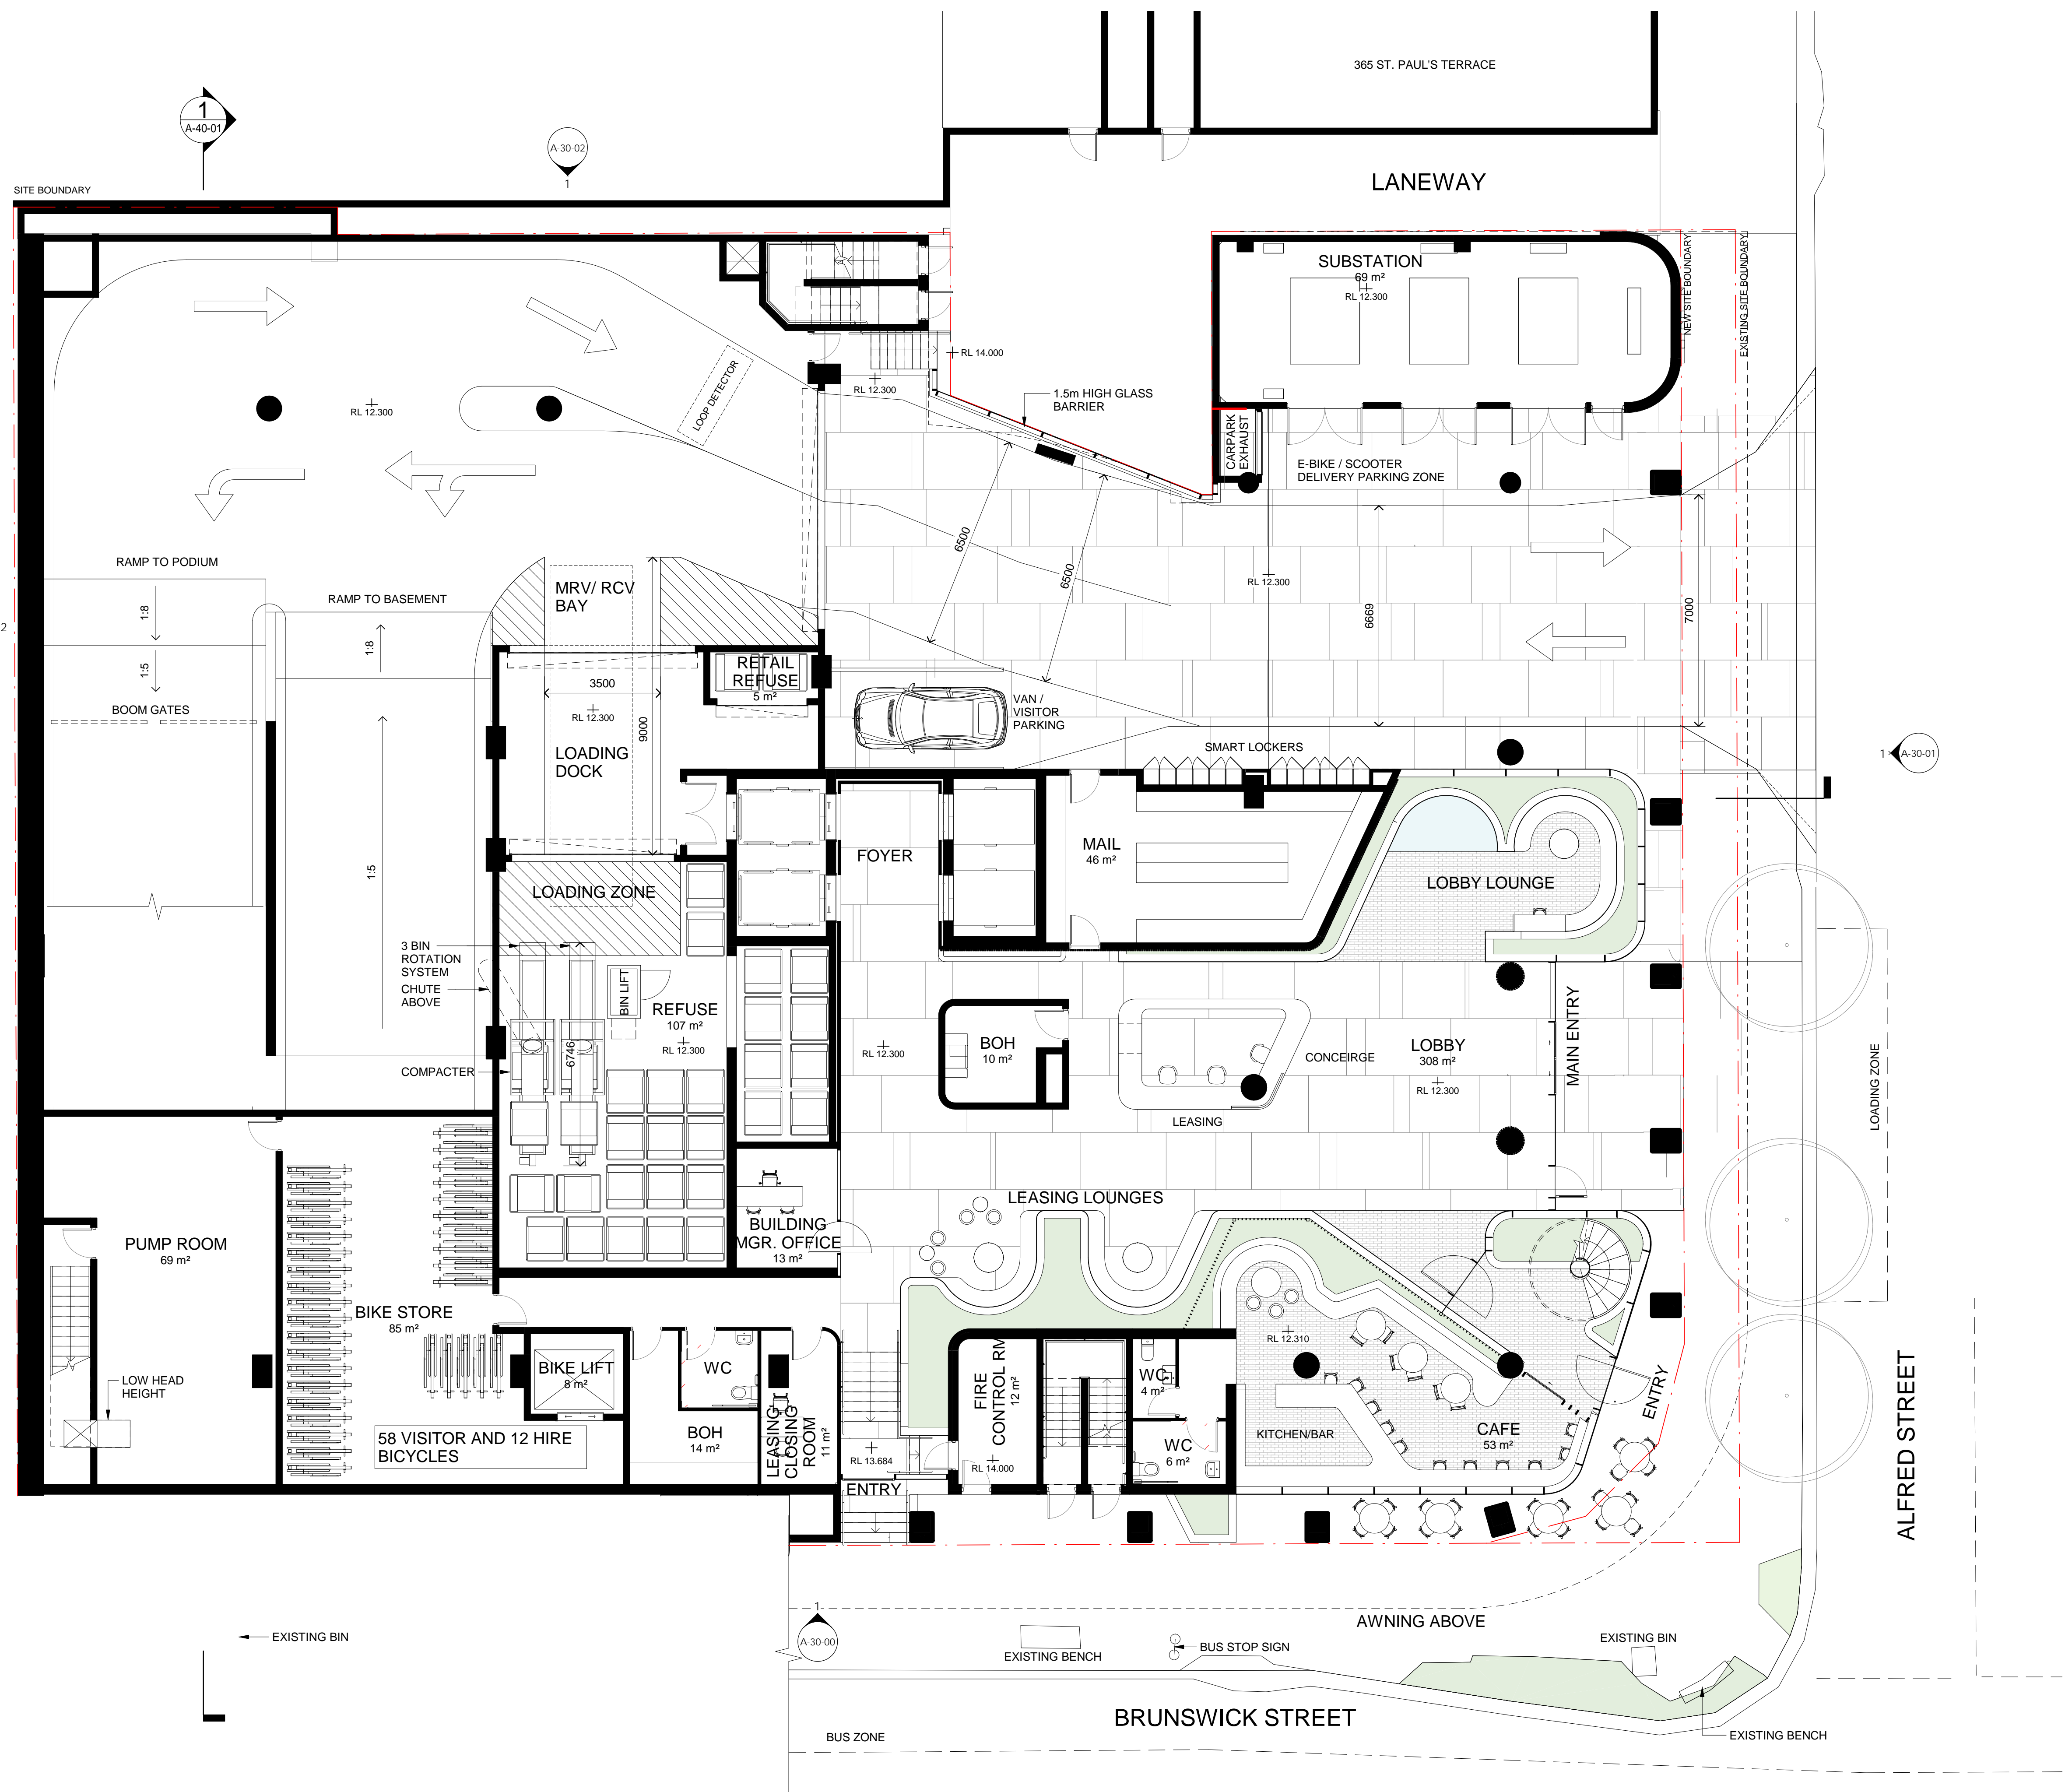 365 ST. PAUL'S TERRACE
1
A-40-01
A-30-02
1
LANEWAY
SITE BOUNDARY
SUBSTATION
69 m²
RL 12.300
NEW SITE BOUNDARY
EXISTING SITE BOUNDARY
RL 14.000
RL 12.300
LOOP DETECTOR
1.5m HIGH GLASS
BARRIER
RL 12.300
CARPARK
EXHAUST
E-BIKE / SCOOTER
DELIVERY PARKING ZONE
6500
6500
RL 12.300
6669
7000
RAMP TO PODIUM
RAMP TO BASEMENT
MRV/ RCV
BAY
1:8
1:8
2
1:5
BOOM GATES
RETAIL
REFUSE
5 m²
3500
RL 12.300
9000
VAN /
VISITOR
PARKING
LOADING
DOCK
SMART LOCKERS
1
A-30-01
FOYER
MAIL
46 m²
LOBBY LOUNGE
1:5
LOADING ZONE
3 BIN
ROTATION
SYSTEM
CHUTE
ABOVE
BIN LIFT
REFUSE
107 m²
RL 12.300
6746
COMPACTER
RL 12.300
BOH
10 m²
CONCEIRGE
LOBBY
308 m²
RL 12.300
MAIN ENTRY
LOADING ZONE
LEASING
LEASING LOUNGES
PUMP ROOM
69 m²
BUILDING
MGR. OFFICE
13 m²
BIKE STORE
85 m²
RL 12.310
BIKE LIFT
8 m²
WC
LOW HEAD
HEIGHT
58 VISITOR AND 12 HIRE
BICYCLES
BOH
14 m²
LEASING
CLOSING
ROOM
11 m²
RL 13.684
FIRE
CONTROL RM
12 m²
RL 14.000
WC
4 m²
WC
6 m²
KITCHEN/BAR
CAFE
53 m²
ENTRY
ENTRY
ALFRED STREET
1
A-30-00
AWNING ABOVE
EXISTING BIN
EXISTING BENCH
BUS STOP SIGN
EXISTING BIN
BRUNSWICK STREET
BUS ZONE
EXISTING BENCH